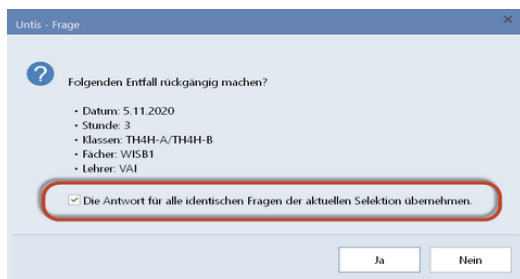 Untis - Frage
Folgenden Entfall rückgängig machen?
• Datum: 5.11.2020
• Stunde: 3
• Klassen: TH4H-A/TH4H-B
• Fächer: WISB1
• Lehrer: VAI
Die Antwort für alle identischen Fragen der aktuellen Selektion übernehmen.
Ja Nein